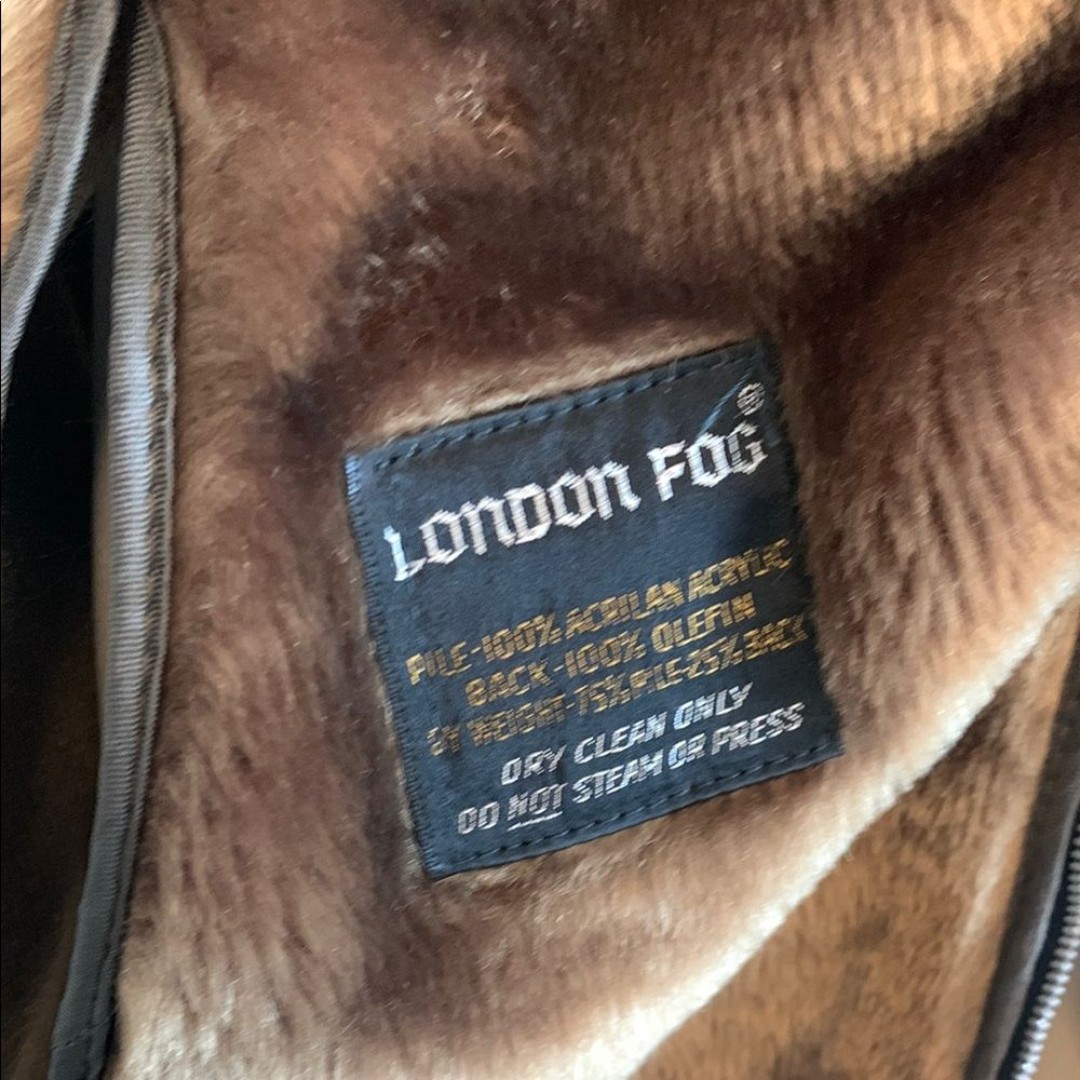 LONDON FOG®
PILE-100% ACRILAN ACRYLIC
BACK-100% OLEFIN
BY WEIGHT-75% PILE-25% BACK
DRY CLEAN ONLY
DO NOT STEAM OR PRESS